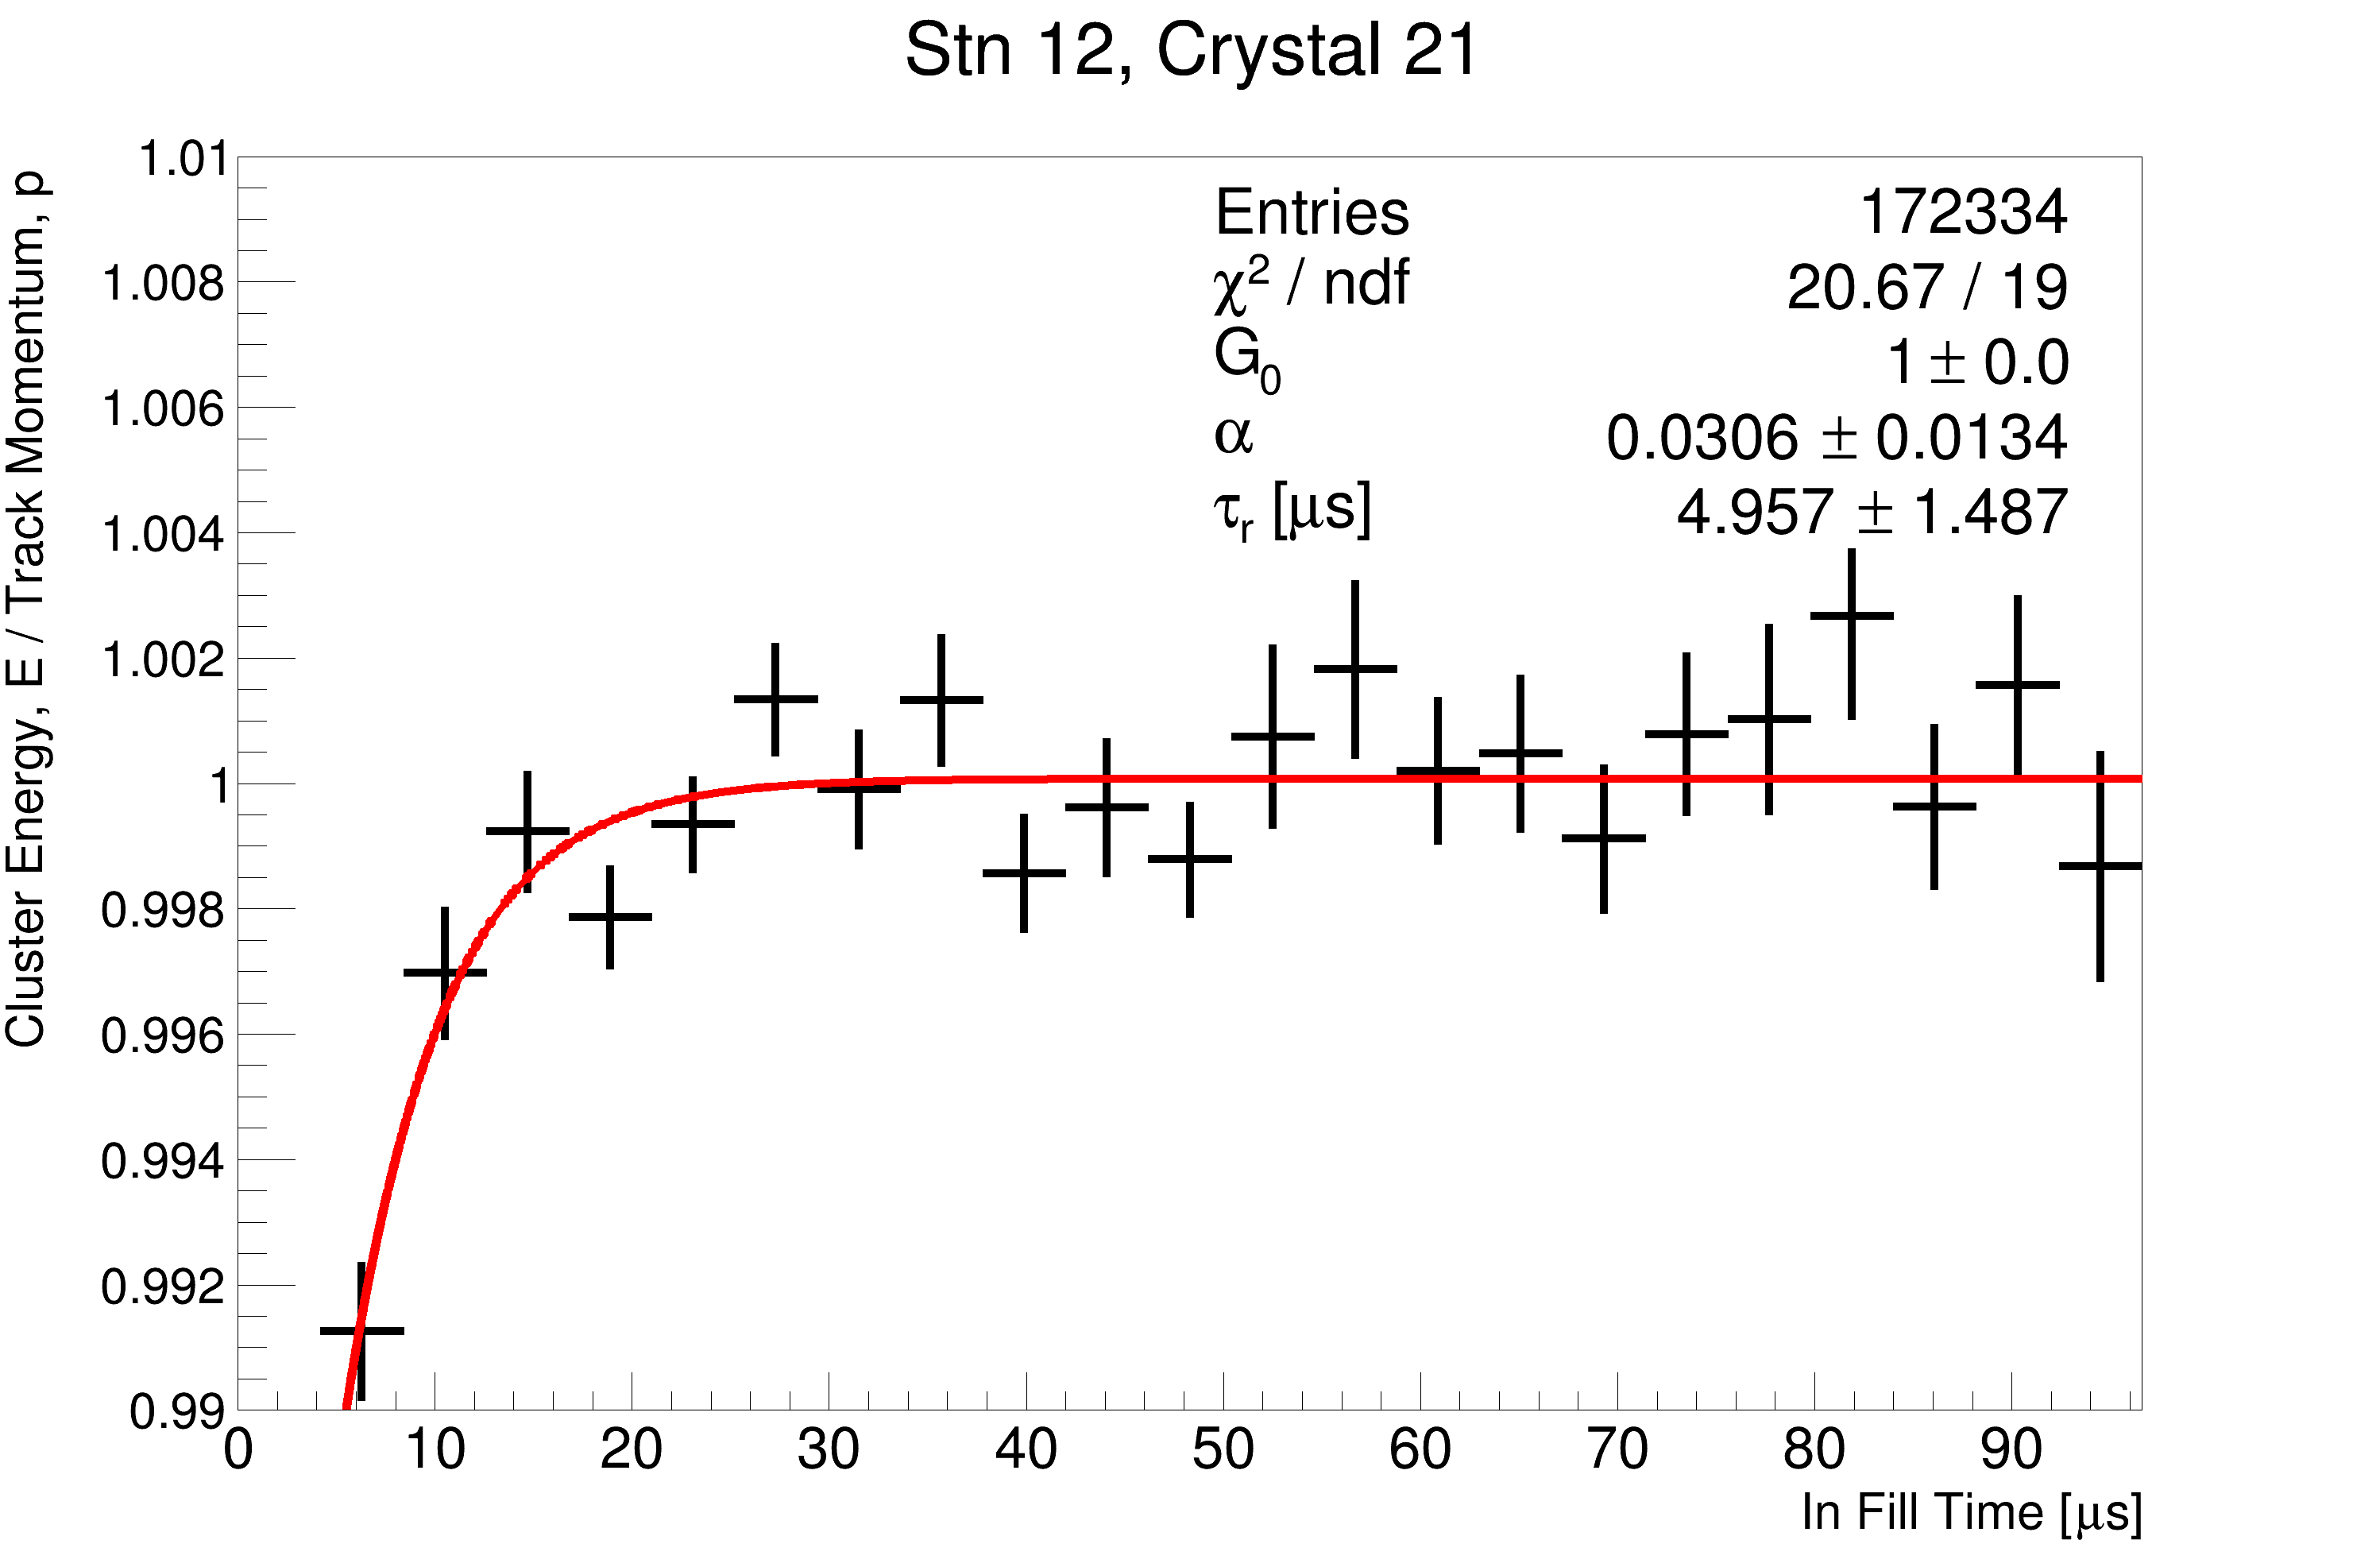 Stn 12, Crystal 21
Cluster Energy, E / Track Momentum, p
1.01
1.008
1.006
1.004
1.002
1
0.998
0.996
0.994
0.992
0.99
Entries 172334
χ² / ndf 20.67 / 19
G₀ 1 ± 0.0
α 0.0306 ± 0.0134
τᵣ [μs] 4.957 ± 1.487
0 10 20 30 40 50 60 70 80 90
In Fill Time [μs]